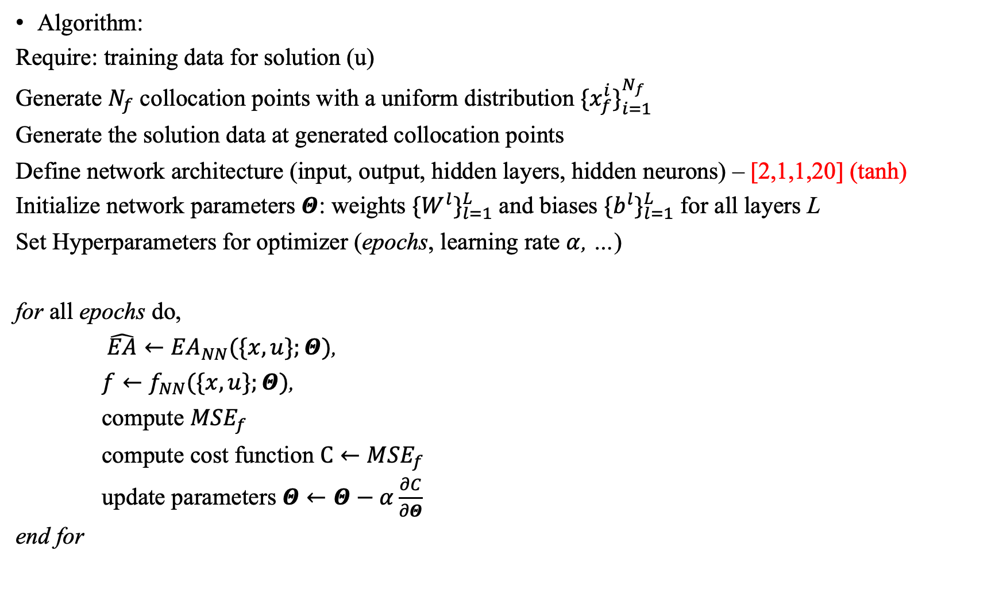 • Algorithm:
Require: training data for solution (u)
Generate $N_f$ collocation points with a uniform distribution $\{x_f^i\}_{i=1}^{N_f}$
Generate the solution data at generated collocation points
Define network architecture (input, output, hidden layers, hidden neurons) – [2,1,1,20] (tanh)
Initialize network parameters $\boldsymbol{\Theta}$: weights $\{W^l\}_{l=1}^{L}$ and biases $\{b^l\}_{l=1}^{L}$ for all layers $L$
Set Hyperparameters for optimizer (epochs, learning rate $\alpha$, ...)
for all epochs do,
$\widehat{EA} \leftarrow EA_{NN}(\{x, u\}; \boldsymbol{\Theta}),$
$f \leftarrow f_{NN}(\{x, u\}; \boldsymbol{\Theta}),$
compute $MSE_f$
compute cost function C $\leftarrow MSE_f$
update parameters $\boldsymbol{\Theta} \leftarrow \boldsymbol{\Theta} - \alpha \frac{\partial C}{\partial \boldsymbol{\Theta}}$
end for